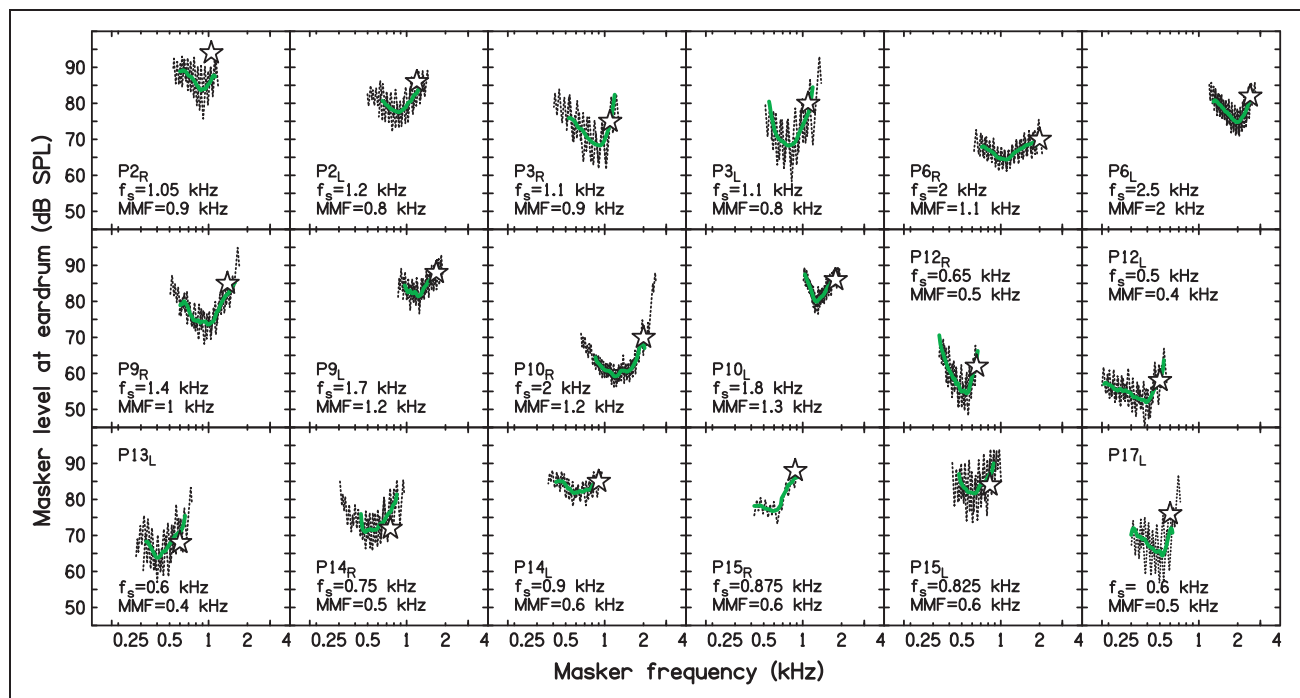 Masker level at eardrum (dB SPL)
90
80
70
60
50
P2R
fs=1.05 kHz
MMF=0.9 kHz
P2L
fs=1.2 kHz
MMF=0.8 kHz
P3R
fs=1.1 kHz
MMF=0.9 kHz
P3L
fs=1.1 kHz
MMF=0.8 kHz
P6R
fs=2 kHz
MMF=1.1 kHz
P6L
fs=2.5 kHz
MMF=2 kHz
90
80
70
60
50
P9R
fs=1.4 kHz
MMF=1 kHz
P9L
fs=1.7 kHz
MMF=1.2 kHz
P10R
fs=2 kHz
MMF=1.2 kHz
P10L
fs=1.8 kHz
MMF=1.3 kHz
P12R
fs=0.65 kHz
MMF=0.5 kHz
P12L
fs=0.5 kHz
MMF=0.4 kHz
90
80
70
60
50
P13L
fs=0.6 kHz
MMF=0.4 kHz
P14R
fs=0.75 kHz
MMF=0.5 kHz
P14L
fs=0.9 kHz
MMF=0.6 kHz
P15R
fs=0.875 kHz
MMF=0.6 kHz
P15L
fs=0.825 kHz
MMF=0.6 kHz
P17L
fs= 0.6 kHz
MMF=0.5 kHz
0.25 0.5 1 2 4
0.25 0.5 1 2 4
0.25 0.5 1 2 4
0.25 0.5 1 2 4
0.25 0.5 1 2 4
0.25 0.5 1 2 4
Masker frequency (kHz)